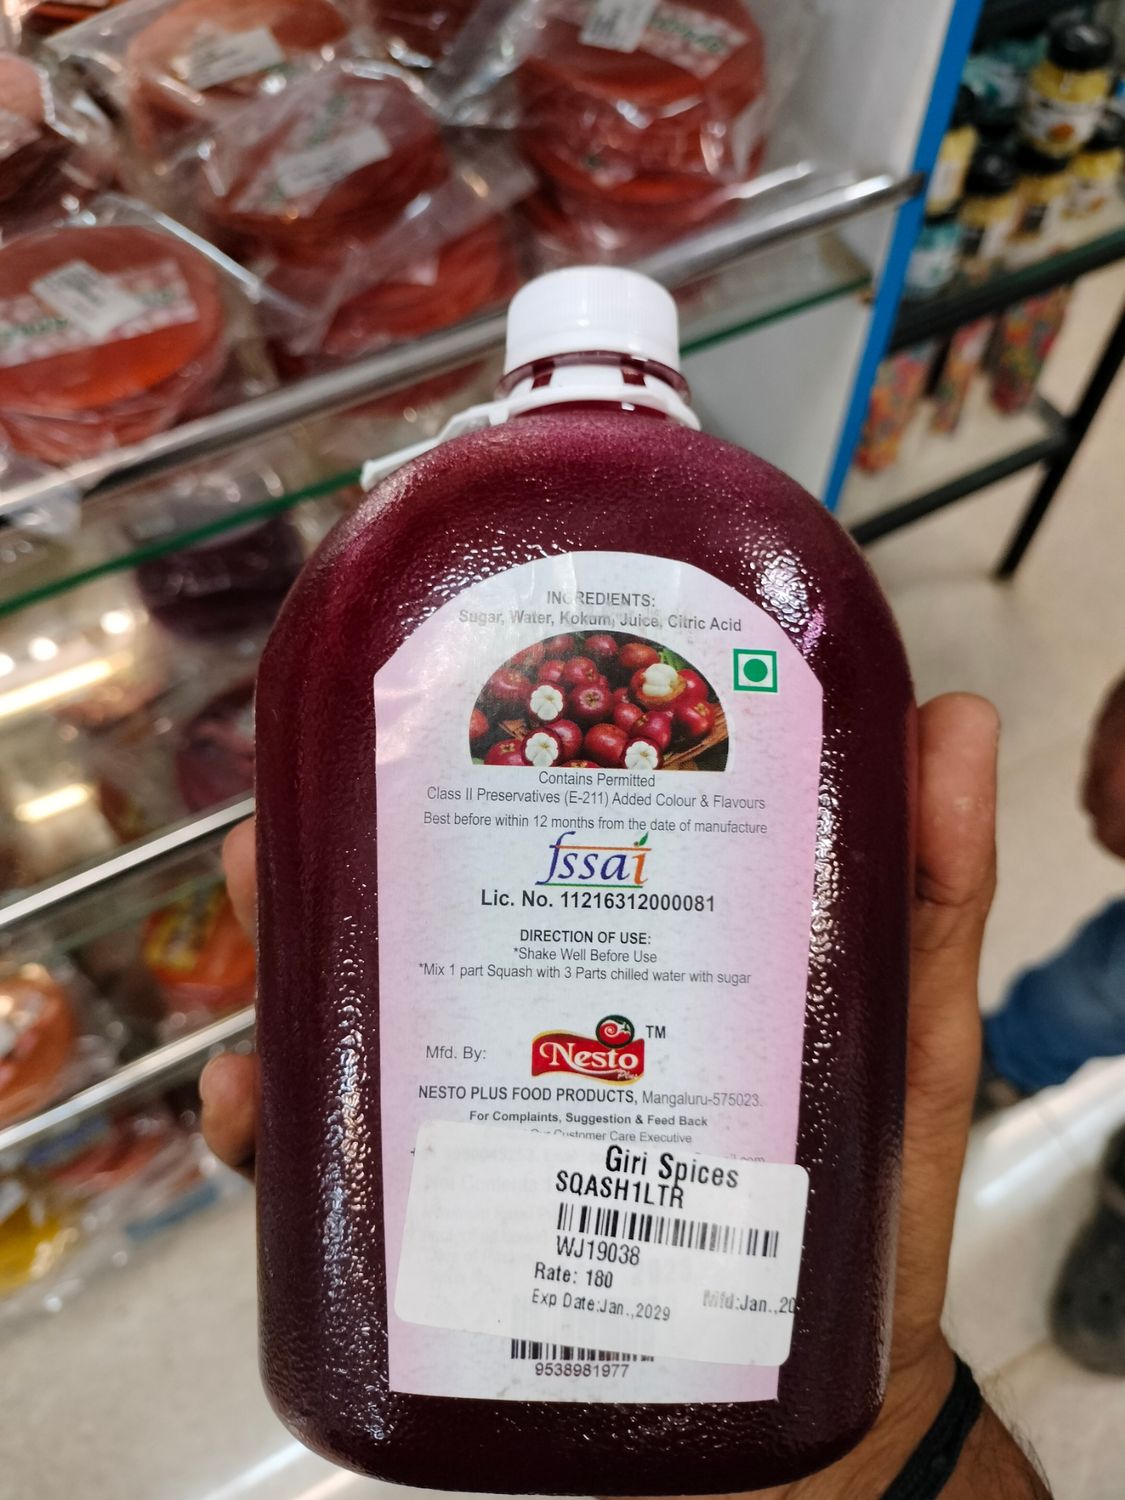 INGREDIENTS:
Sugar, Water, Kokum, Juice, Citric Acid
Contains Permitted
Class II Preservatives (E-211) Added Colour & Flavours
Best before within 12 months from the date of manufacture
fssai
Lic. No. 11216312000081
DIRECTION OF USE:
*Shake Well Before Use
*Mix 1 part Squash with 3 Parts chilled water with sugar
Mfd. By:
Nesto TM
Plus
NESTO PLUS FOOD PRODUCTS, Mangaluru-575023.
For Complaints, Suggestion & Feed Back
Our Customer Care Executive
Giri Spices
SQASH1LTR
WJ19038
Rate: 180
Exp Date:Jan.,2029
Mfd:Jan.,20
9538981977